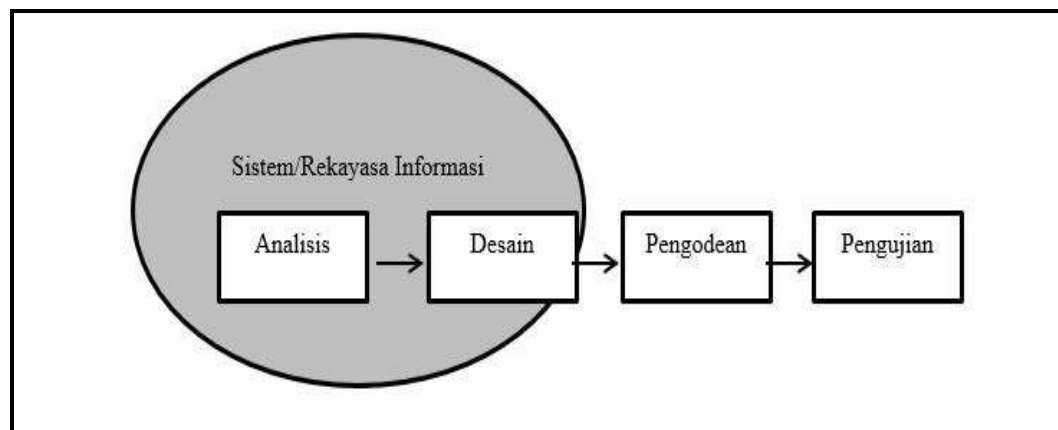 Sistem/Rekayasa Informasi
Analisis
Desain
Pengodean
Pengujian